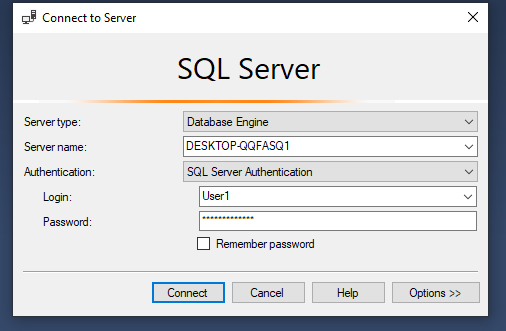 Connect to Server
SQL Server
Server type: Database Engine
Server name: DESKTOP-QQFASQ1
Authentication: SQL Server Authentication
Login: User1
Password: *************
Remember password
Connect Cancel Help Options >>